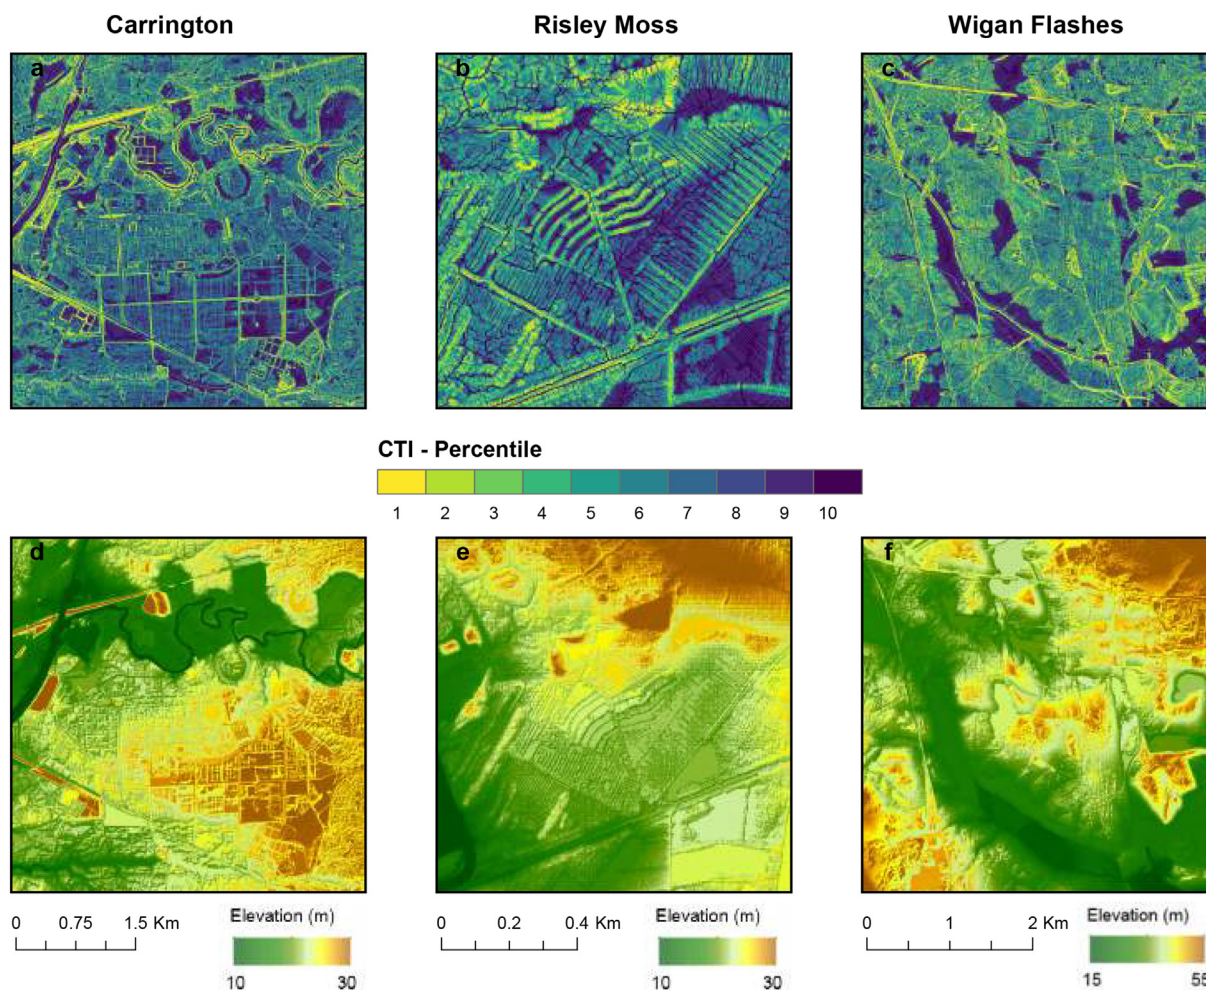 Carrington Risley Moss Wigan Flashes
a b c
CTI - Percentile
1 2 3 4 5 6 7 8 9 10
d e f
0 0.75 1.5 Km Elevation (m) 0 0.2 0.4 Km Elevation (m) 0 1 2 Km Elevation (m)
10 30 10 30 15 55